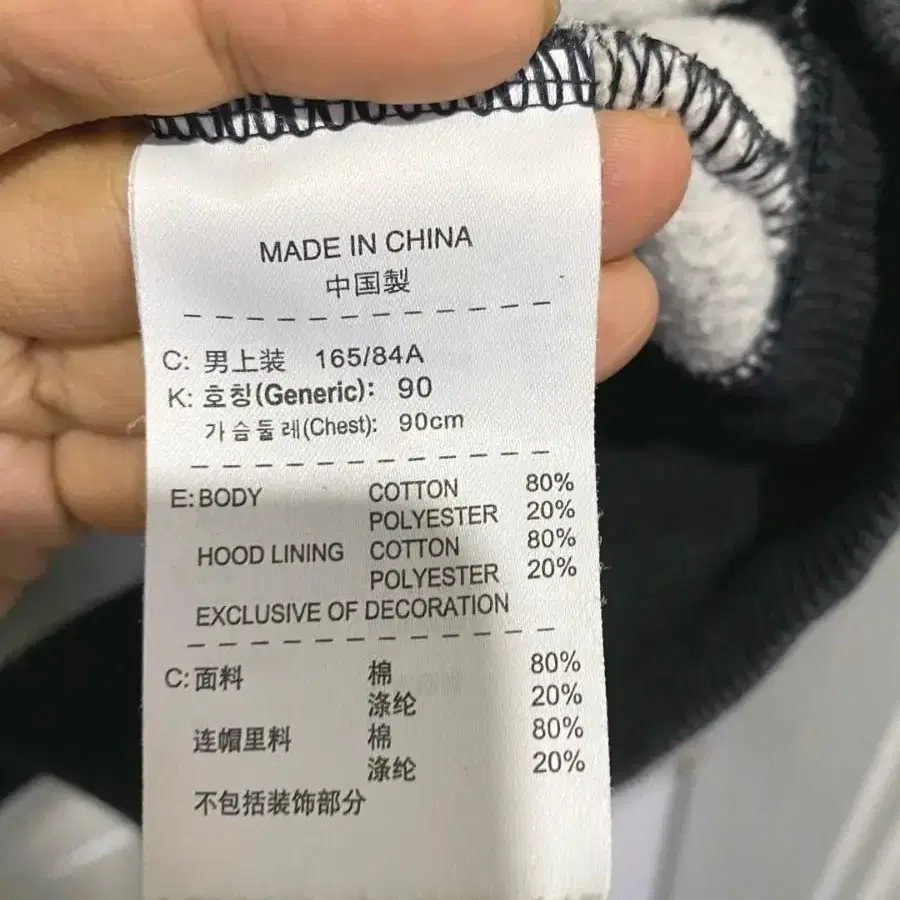 MADE IN CHINA
中国製
C: 男上装 165/84A
K: 호칭(Generic): 90
가슴둘레(Chest): 90cm
E: BODY COTTON 80%
POLYESTER 20%
HOOD LINING COTTON 80%
POLYESTER 20%
EXCLUSIVE OF DECORATION
C: 面料 棉 80%
涤纶 20%
连帽里料 棉 80%
涤纶 20%
不包括装饰部分